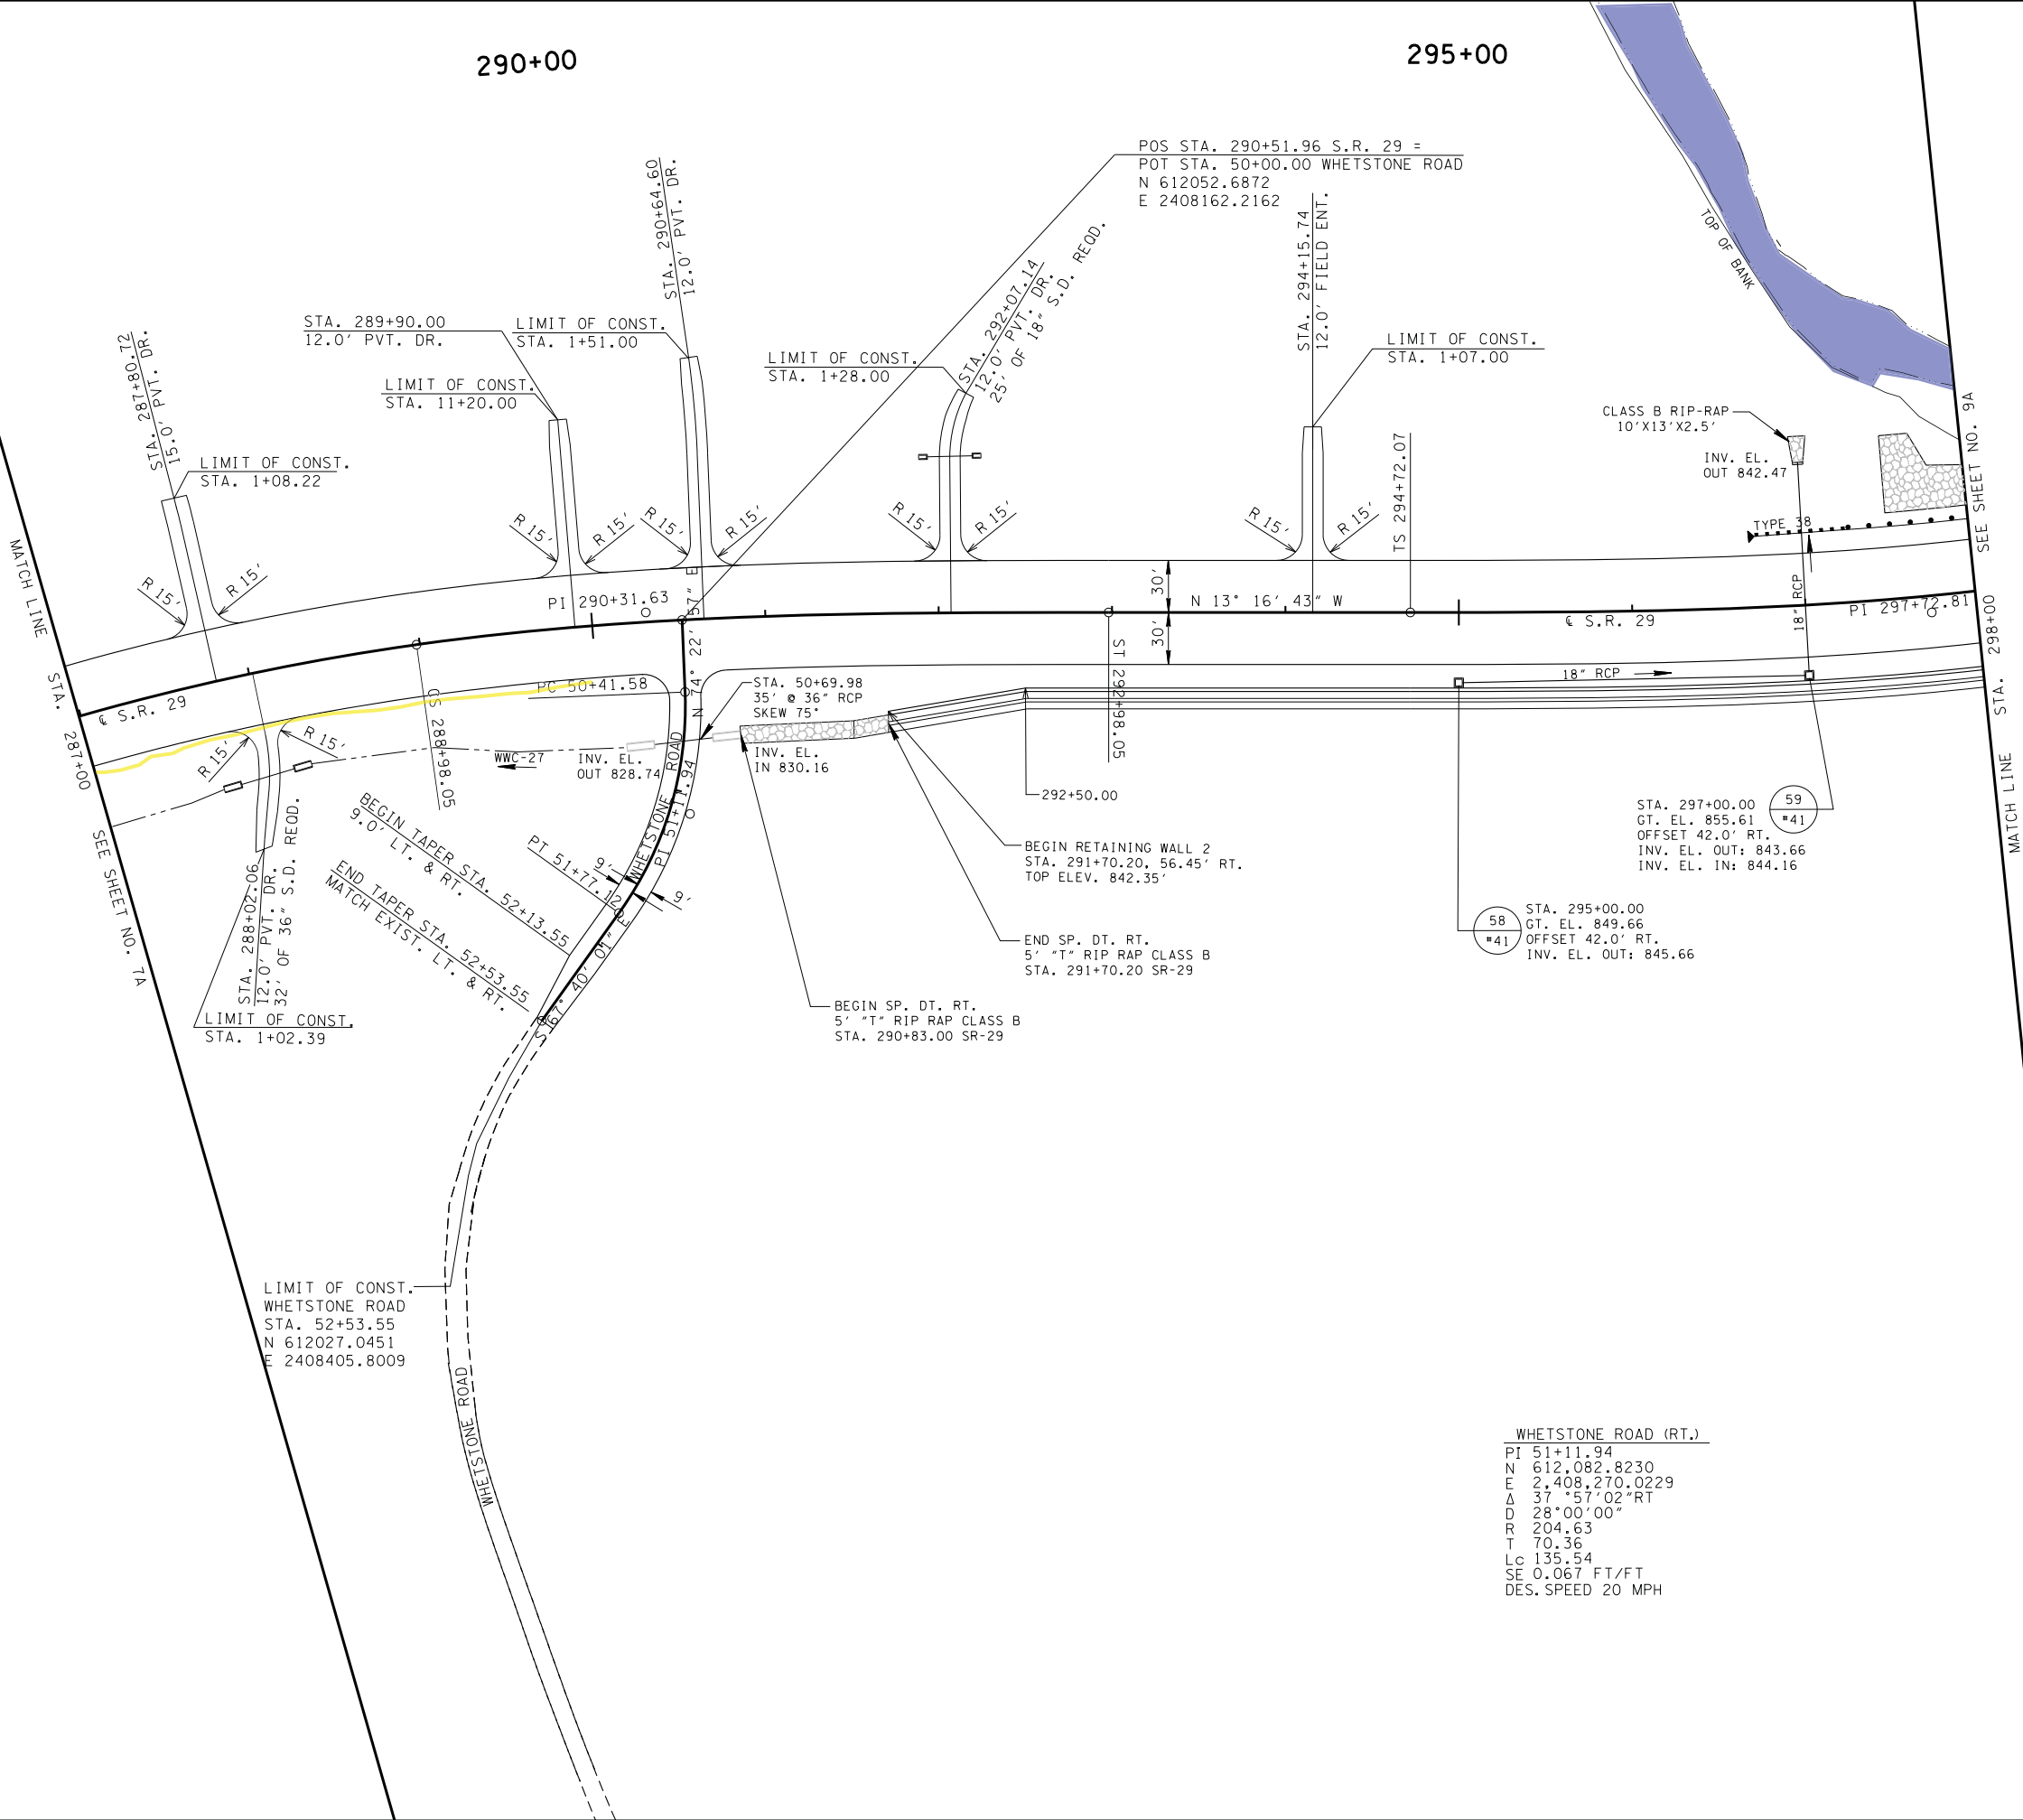 290+00
295+00
POS STA. 290+51.96 S.R. 29 =
POT STA. 50+00.00 WHETSTONE ROAD
N 612052.6872
E 2408162.2162
STA. 287+80.72
15.0' PVT. DR.
LIMIT OF CONST.
STA. 1+08.22
STA. 289+90.00
12.0' PVT. DR.
LIMIT OF CONST.
STA. 11+20.00
LIMIT OF CONST.
STA. 1+51.00
STA. 290+64.60
12.0' PVT. DR.
LIMIT OF CONST.
STA. 1+28.00
STA. 292+07.14
12.0' PVT. DR.
25' OF 18" S.D. REQD.
STA. 294+15.74
12.0' FIELD ENT.
LIMIT OF CONST.
STA. 1+07.00
TS 294+72.07
TOP OF BANK
CLASS B RIP-RAP
10'X13'X2.5'
INV. EL.
OUT 842.47
TYPE 38
18" RCP
R 15'
R 15'
R 15'
R 15'
R 15'
R 15'
R 15'
R 15'
R 15'
R 15'
MATCH LINE STA. 287+00 SEE SHEET NO. 7A
MATCH LINE STA. 298+00 SEE SHEET NO. 9A
℄ S.R. 29
PI 290+31.63
N 13° 16' 43" W
30'
30'
℄ S.R. 29
PI 297+72.81
18" RCP
CS 288+98.05
PC 50+41.58
N 74° 22' 57" E
ST 292+98.05
STA. 50+69.98
35' @ 36" RCP
SKEW 75°
INV. EL.
IN 830.16
WWC-27
INV. EL.
OUT 828.74
R 15'
R 15'
STA. 288+02.06
12.0' PVT. DR.
32' OF 36" S.D. REQD.
LIMIT OF CONST.
STA. 1+02.39
BEGIN TAPER STA. 52+13.55
9.0' LT. & RT.
END TAPER STA. 52+53.55
MATCH EXIST. LT. & RT.
PT 51+77.12
9'
9'
WHETSTONE ROAD
PI 51+11.94
S 67° 40' 01" E
292+50.00
BEGIN RETAINING WALL 2
STA. 291+70.20, 56.45' RT.
TOP ELEV. 842.35'
END SP. DT. RT.
5' "T" RIP RAP CLASS B
STA. 291+70.20 SR-29
BEGIN SP. DT. RT.
5' "T" RIP RAP CLASS B
STA. 290+83.00 SR-29
58
#41
STA. 295+00.00
GT. EL. 849.66
OFFSET 42.0' RT.
INV. EL. OUT: 845.66
59
#41
STA. 297+00.00
GT. EL. 855.61
OFFSET 42.0' RT.
INV. EL. OUT: 843.66
INV. EL. IN: 844.16
LIMIT OF CONST.
WHETSTONE ROAD
STA. 52+53.55
N 612027.0451
E 2408405.8009
WHETSTONE ROAD
WHETSTONE ROAD (RT.)
PI 51+11.94
N 612,082.8230
E 2,408,270.0229
Δ 37 °57'02"RT
D 28°00'00"
R 204.63
T 70.36
Lc 135.54
SE 0.067 FT/FT
DES. SPEED 20 MPH